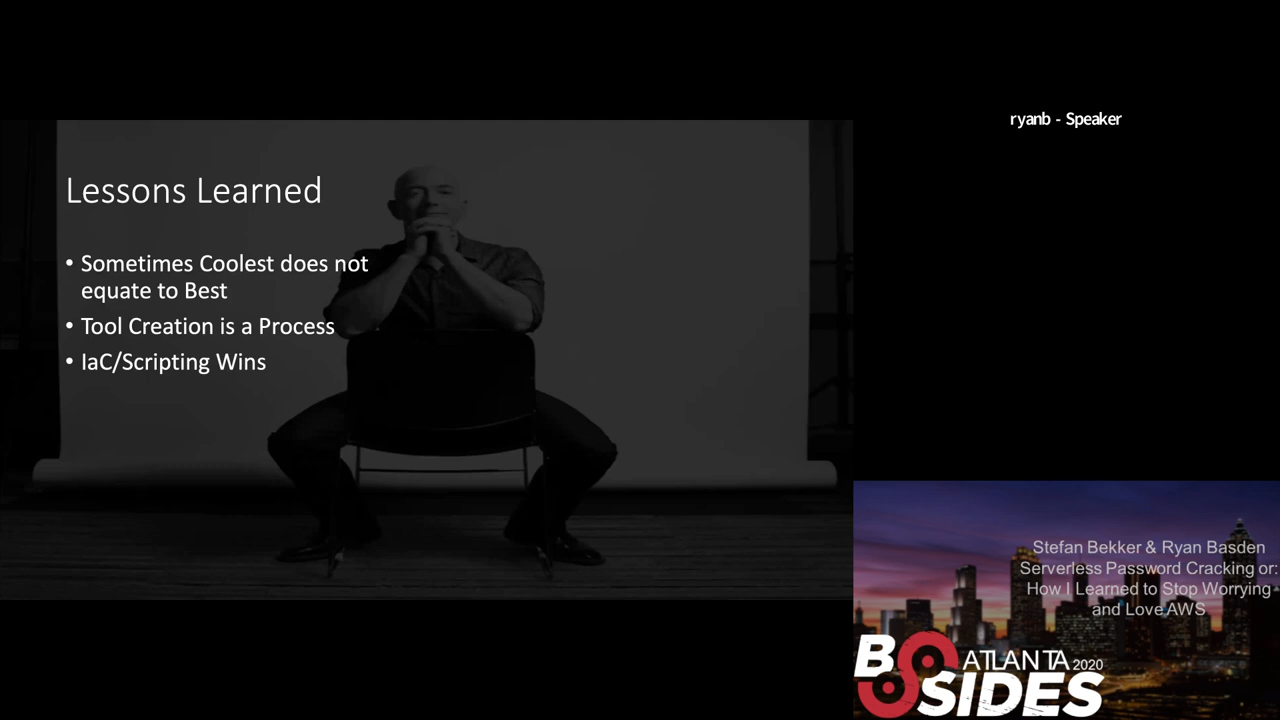 Lessons Learned
• Sometimes Coolest does not
equate to Best
• Tool Creation is a Process
• IaC/Scripting Wins
ryanb - Speaker
Stefan Bekker & Ryan Basden
Serverless Password Cracking or:
How I Learned to Stop Worrying
and Love AWS
BSIDES
ATLANTA 2020